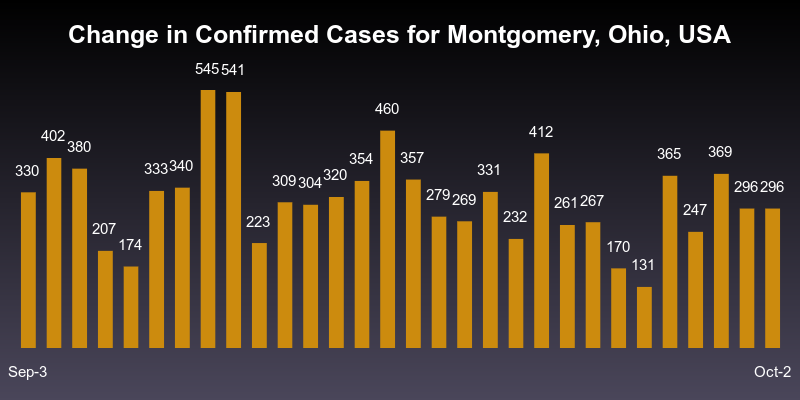 Change in Confirmed Cases for Montgomery, Ohio, USA
330 402 380 207 174 333 340 545 541 223 309 304 320 354 460 357 279 269 331 232 412 261 267 170 131 365 247 369 296 296
Sep-3 Oct-2